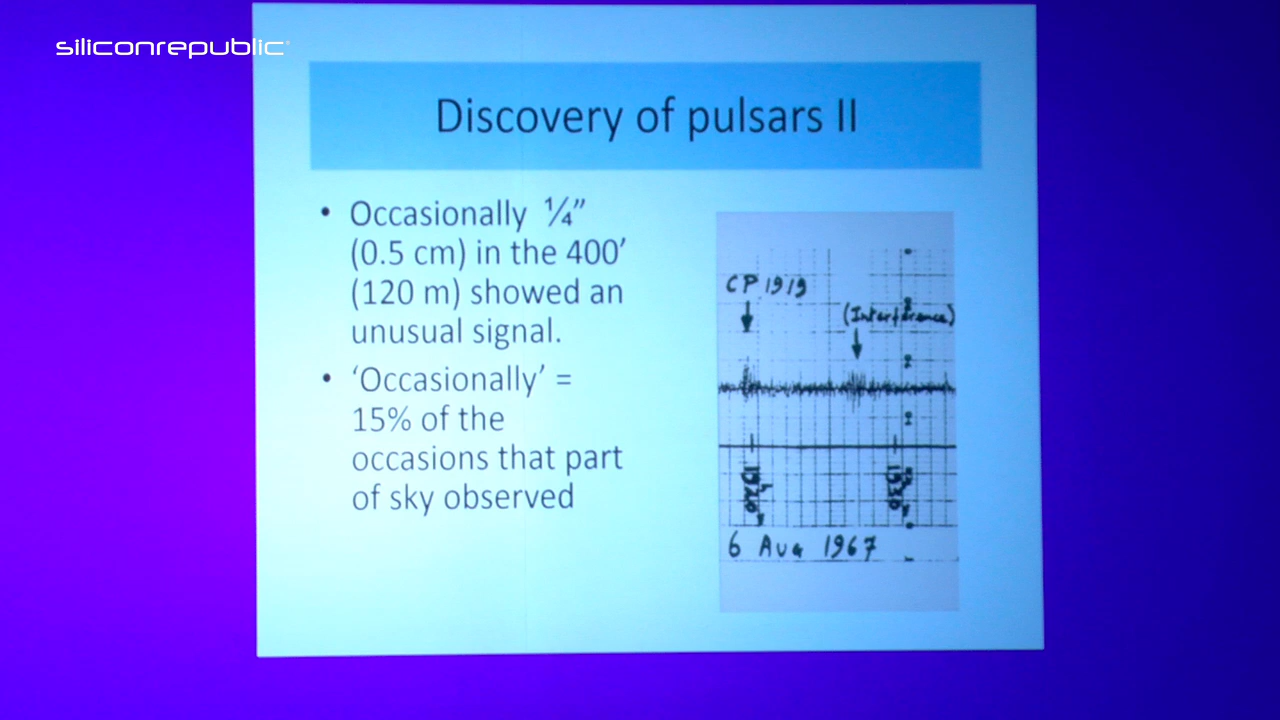 siliconrepublic
Discovery of pulsars II
• Occasionally ¼”
(0.5 cm) in the 400’
(120 m) showed an
unusual signal.
• ‘Occasionally’ =
15% of the
occasions that part
of sky observed
CP 1919
(Interference)
6 Aug 1967